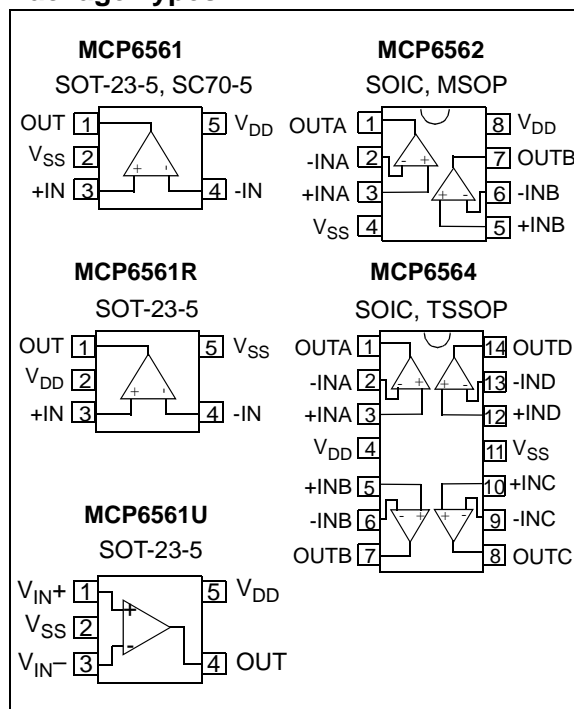 MCP6561
SOT-23-5, SC70-5
OUT 1 5 VDD
VSS 2
+IN 3 + - 4 -IN
MCP6561R
SOT-23-5
OUT 1 5 VSS
VDD 2
+IN 3 + - 4 -IN
MCP6561U
SOT-23-5
VIN+ 1 + 5 VDD
VSS 2
VIN– 3 - 4 OUT
MCP6562
SOIC, MSOP
OUTA 1 8 VDD
-INA 2 - + 7 OUTB
+INA 3 + - 6 -INB
VSS 4 5 +INB
MCP6564
SOIC, TSSOP
OUTA 1 14 OUTD
-INA 2 - + + - 13 -IND
+INA 3 12 +IND
VDD 4 11 VSS
+INB 5 10 +INC
-INB 6 - + + - 9 -INC
OUTB 7 8 OUTC